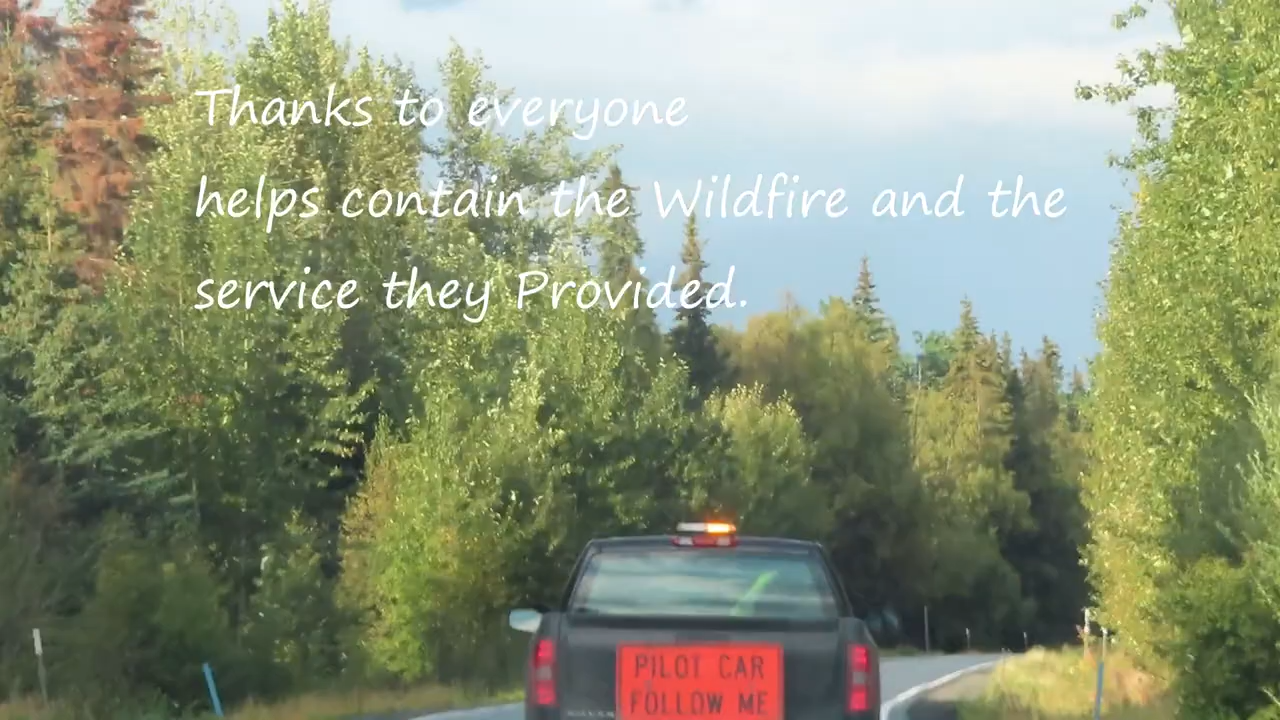 Thanks to everyone
helps contain the Wildfire and the
service they Provided.
PILOT CAR
FOLLOW ME